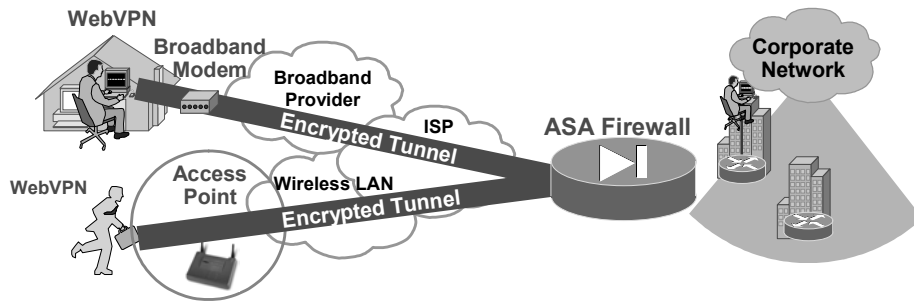 WebVPN
Broadband
Modem
Broadband
Provider
Encrypted Tunnel
ISP
ASA Firewall
Corporate
Network
WebVPN
Access
Point
Wireless LAN
Encrypted Tunnel